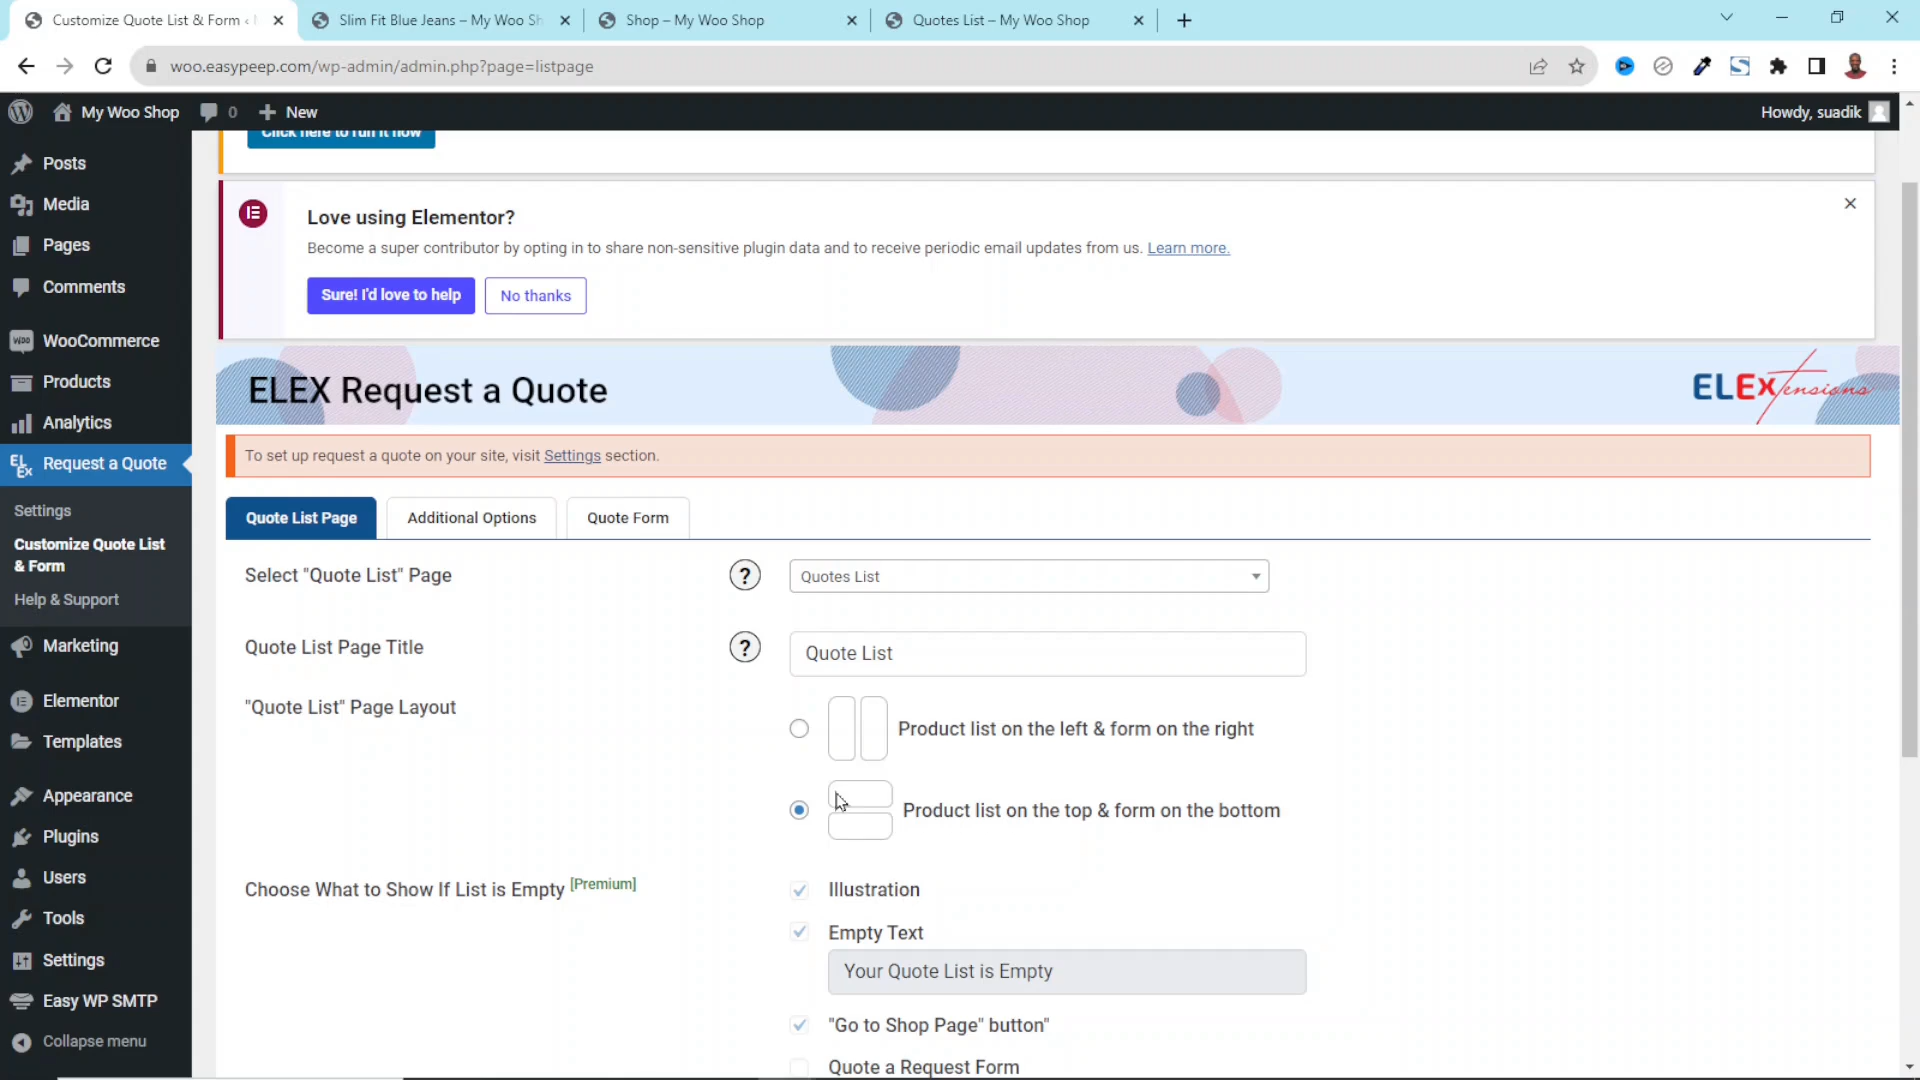 Customize Quote List & Form ‹
Slim Fit Blue Jeans – My Woo Sh
Shop – My Woo Shop
Quotes List – My Woo Shop
woo.easypeep.com/wp-admin/admin.php?page=listpage
My Woo Shop
0
New
Howdy, suadik
Posts
Media
Pages
Comments
WooCommerce
Products
Analytics
Request a Quote
Settings
Customize Quote List
& Form
Help & Support
Marketing
Elementor
Templates
Appearance
Plugins
Users
Tools
Settings
Easy WP SMTP
Collapse menu
Click here to run it now
Love using Elementor?
Become a super contributor by opting in to share non-sensitive plugin data and to receive periodic email updates from us. Learn more.
Sure! I'd love to help
No thanks
ELEX Request a Quote
ELEXtensions
To set up request a quote on your site, visit Settings section.
Quote List Page
Additional Options
Quote Form
Select "Quote List" Page
?
Quotes List
Quote List Page Title
?
Quote List
"Quote List" Page Layout
Product list on the left & form on the right
Product list on the top & form on the bottom
Choose What to Show If List is Empty [Premium]
Illustration
Empty Text
Your Quote List is Empty
"Go to Shop Page" button"
Quote a Request Form